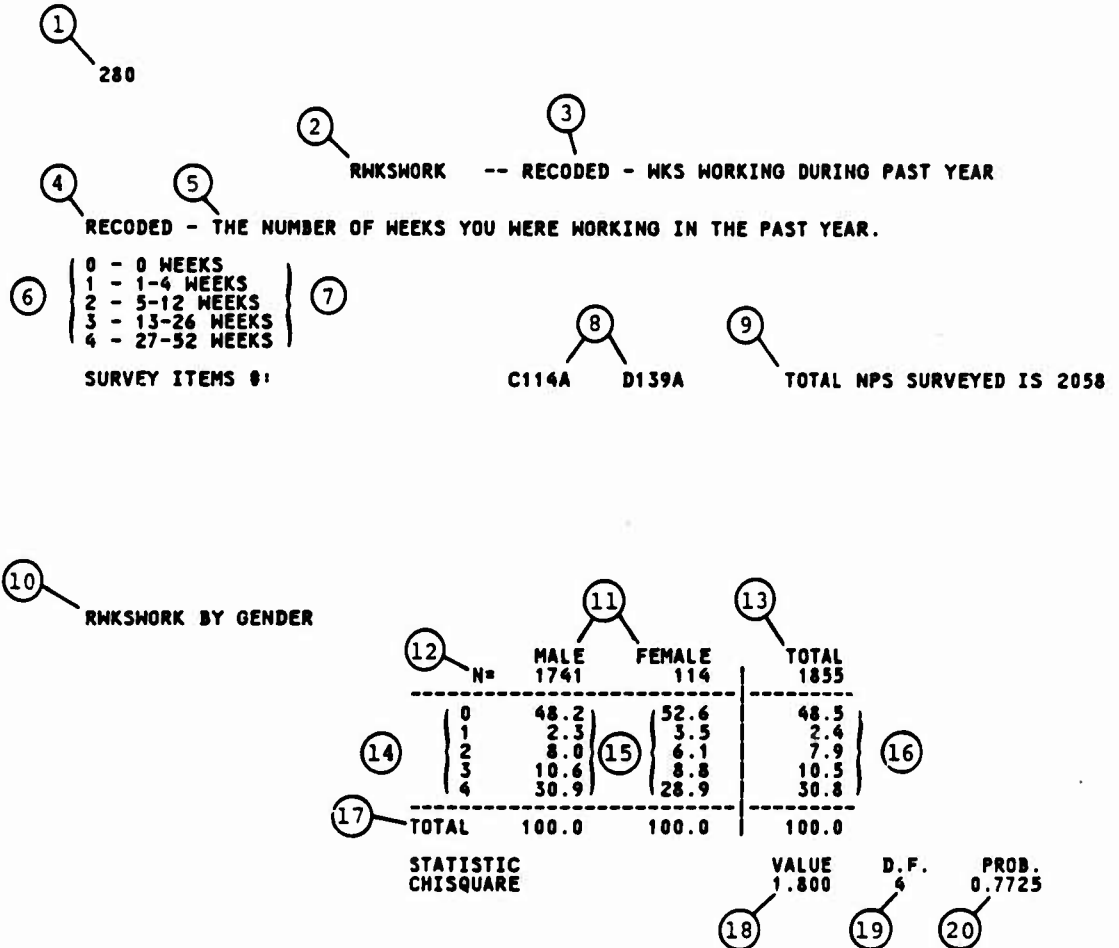 1
280
2
3
RWKSWORK -- RECODED - WKS WORKING DURING PAST YEAR
4
5
RECODED - THE NUMBER OF WEEKS YOU WERE WORKING IN THE PAST YEAR.
0 - 0 WEEKS
1 - 1-4 WEEKS
6 2 - 5-12 WEEKS 7
3 - 13-26 WEEKS
4 - 27-52 WEEKS
8
9
SURVEY ITEMS #: C114A D139A TOTAL NPS SURVEYED IS 2058
10
RWKSWORK BY GENDER
11
13
12 MALE FEMALE TOTAL
N= 1741 114 1855
0 48.2 52.6 48.5
1 2.3 3.5 2.4
14 2 8.0 15 6.1 7.9 16
3 10.6 8.8 10.5
4 30.9 28.9 30.8
17 TOTAL 100.0 100.0 100.0
STATISTIC VALUE D.F. PROB.
CHISQUARE 1.800 4 0.7725
18 19 20